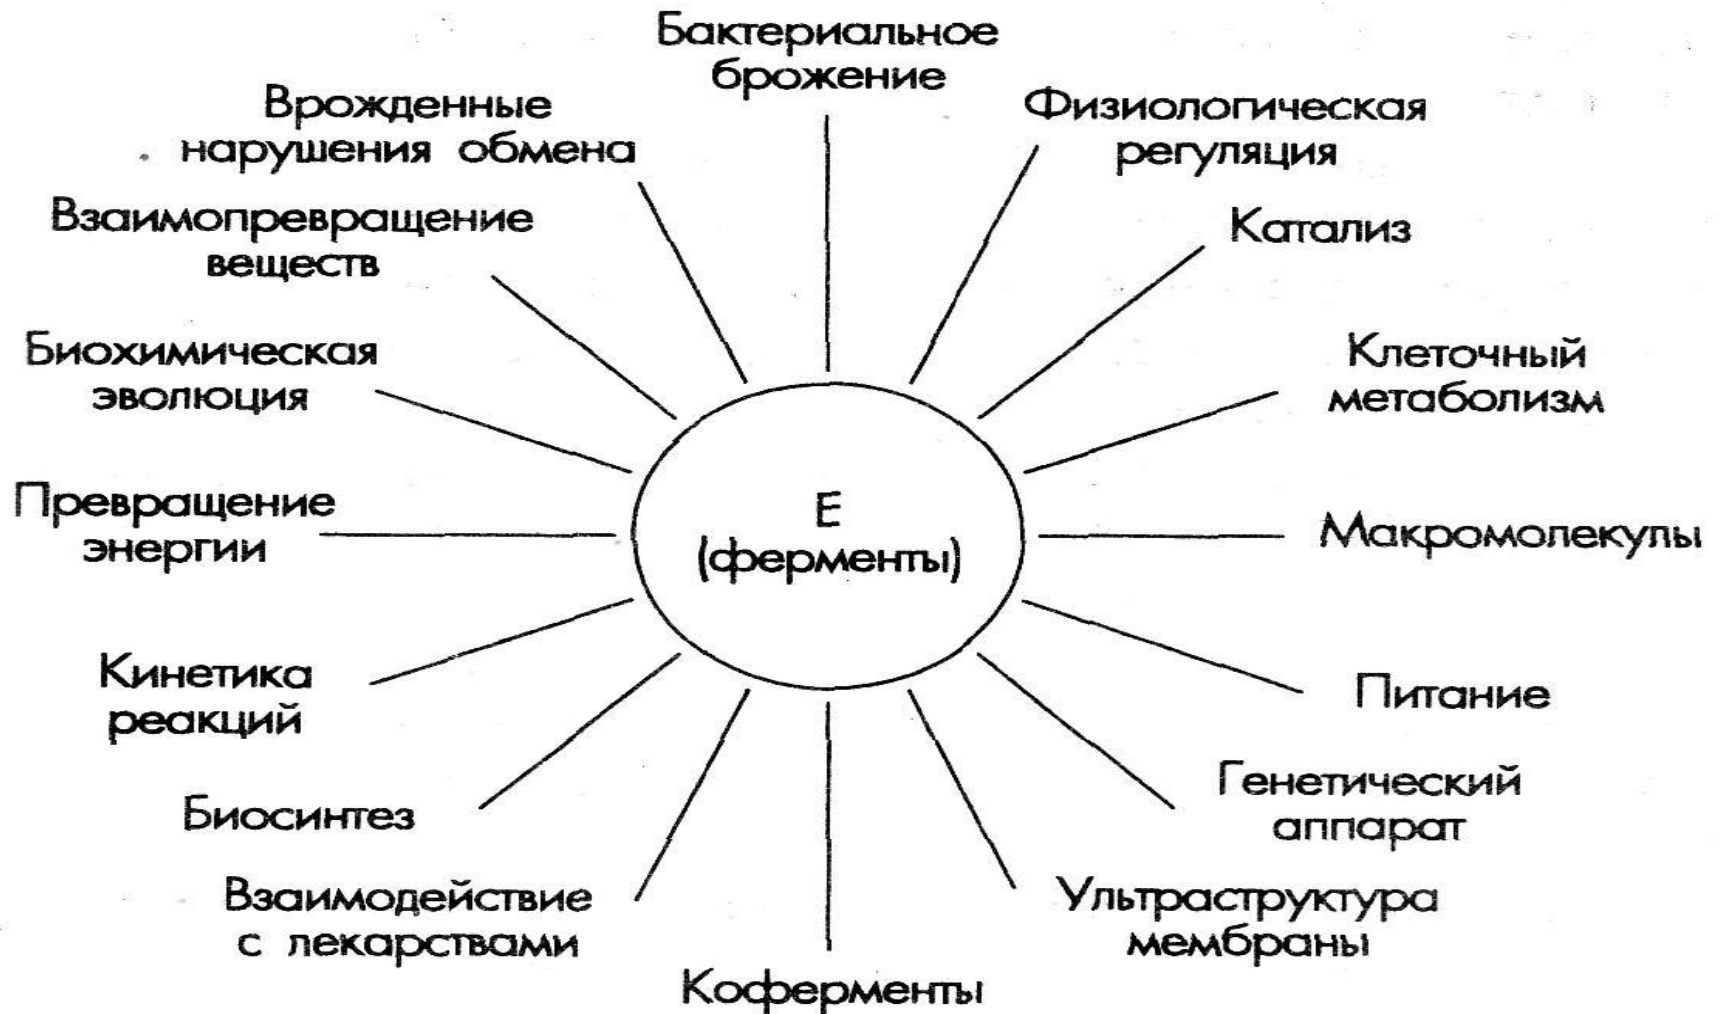 Бактериальное
брожение
Врожденные
нарушения обмена
Физиологическая
регуляция
Взаимопревращение
веществ
Катализ
Биохимическая
эволюция
Клеточный
метаболизм
Превращение
энергии
Е
(ферменты)
Макромолекулы
Кинетика
реакций
Питание
Биосинтез
Генетический
аппарат
Взаимодействие
с лекарствами
Ультраструктура
мембраны
Коферменты